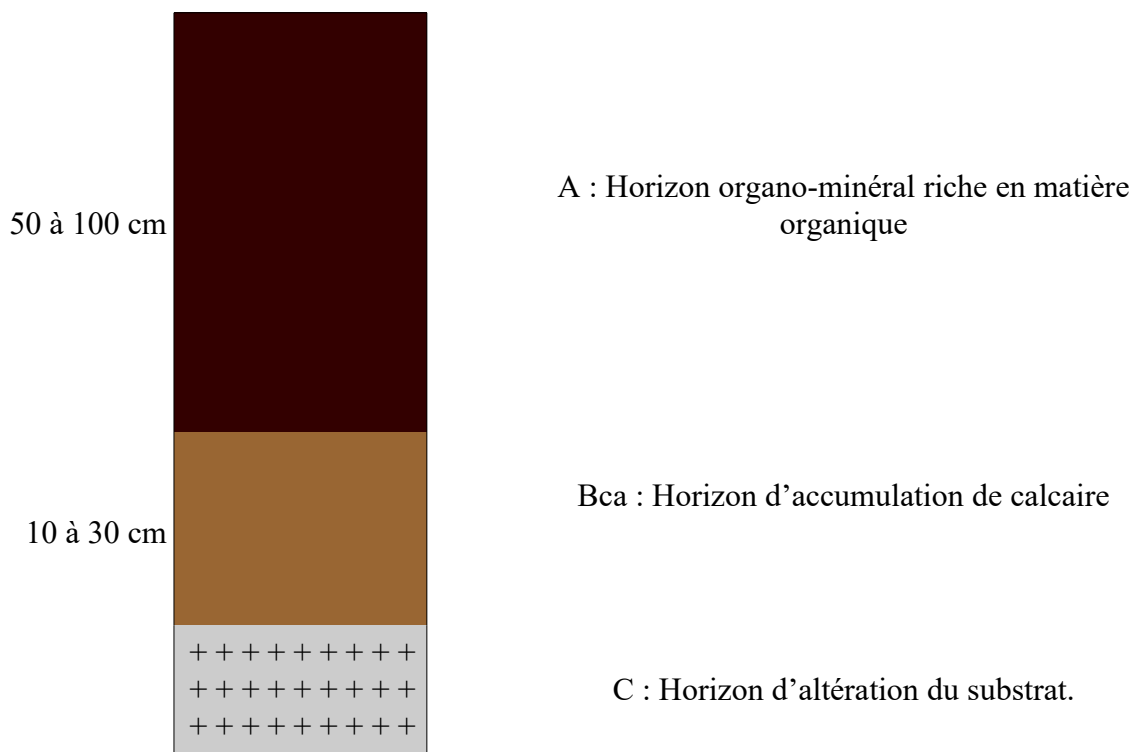 A : Horizon organo-minéral riche en matière
organique
50 à 100 cm
Bca : Horizon d’accumulation de calcaire
10 à 30 cm
+ + + + + + + + +
+ + + + + + + + +
C : Horizon d’altération du substrat.
+ + + + + + + + +